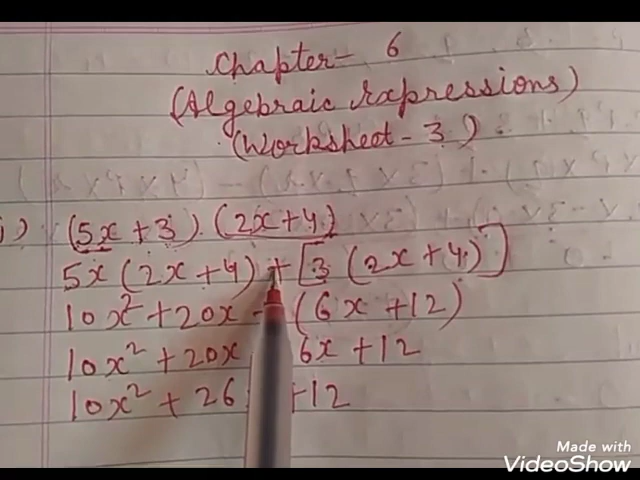 Chapter - 6
(Algebraic Expressions)
(Worksheet - 3)
i) (5x + 3) (2x + 4)
5x (2x + 4) + [3 (2x + 4)]
10x² + 20x (6x + 12)
10x² + 20x 6x + 12
10x² + 26 +12
Made with
VideoShow